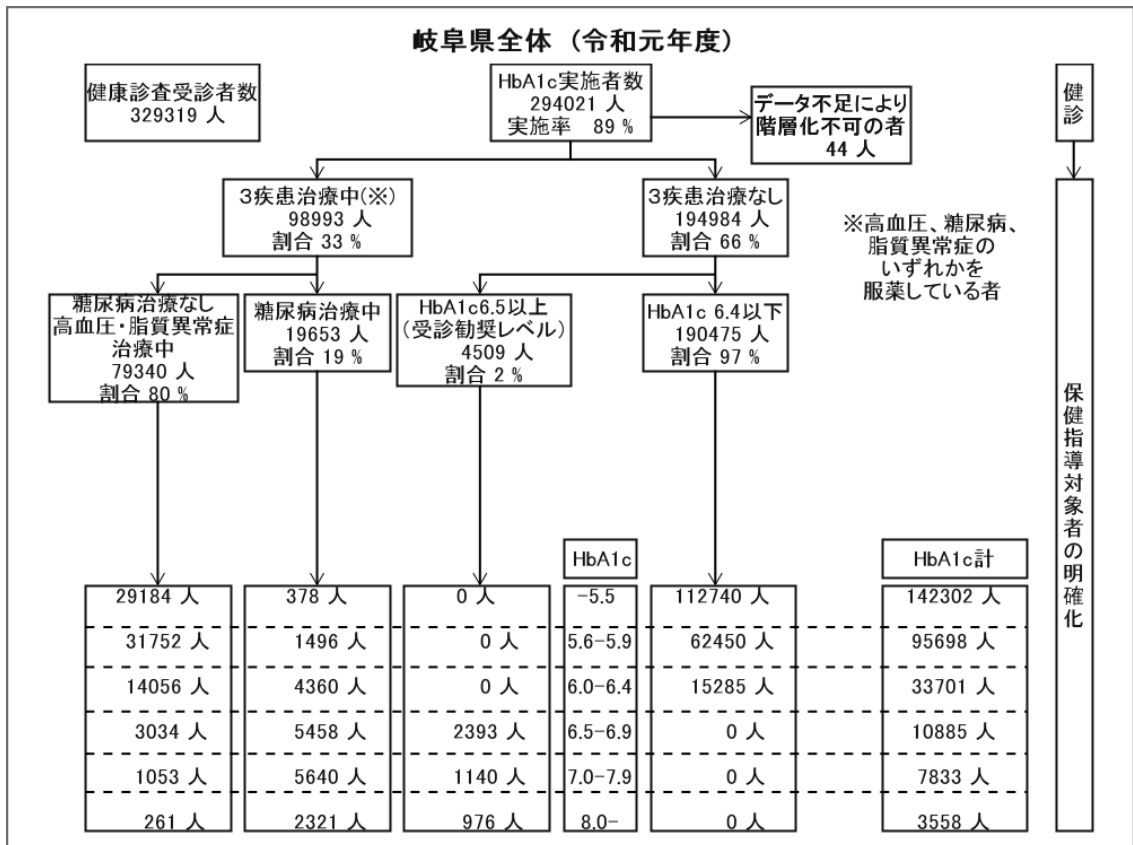 岐阜県全体 (令和元年度)
健康診査受診者数
329319 人
HbA1c実施者数
294021 人
実施率 89 %
データ不足により
階層化不可の者
44 人
健診
3疾患治療中(※)
98993 人
割合 33 %
3疾患治療なし
194984 人
割合 66 %
※高血圧、糖尿病、
脂質異常症の
いずれかを
服薬している者
糖尿病治療なし
高血圧・脂質異常症
治療中
79340 人
割合 80 %
糖尿病治療中
19653 人
割合 19 %
HbA1c6.5以上
(受診勧奨レベル)
4509 人
割合 2 %
HbA1c 6.4以下
190475 人
割合 97 %
保健指導対象者の明確化
HbA1c
HbA1c計
29184 人 378 人 0 人 -5.5 112740 人 142302 人
31752 人 1496 人 0 人 5.6-5.9 62450 人 95698 人
14056 人 4360 人 0 人 6.0-6.4 15285 人 33701 人
3034 人 5458 人 2393 人 6.5-6.9 0 人 10885 人
1053 人 5640 人 1140 人 7.0-7.9 0 人 7833 人
261 人 2321 人 976 人 8.0- 0 人 3558 人